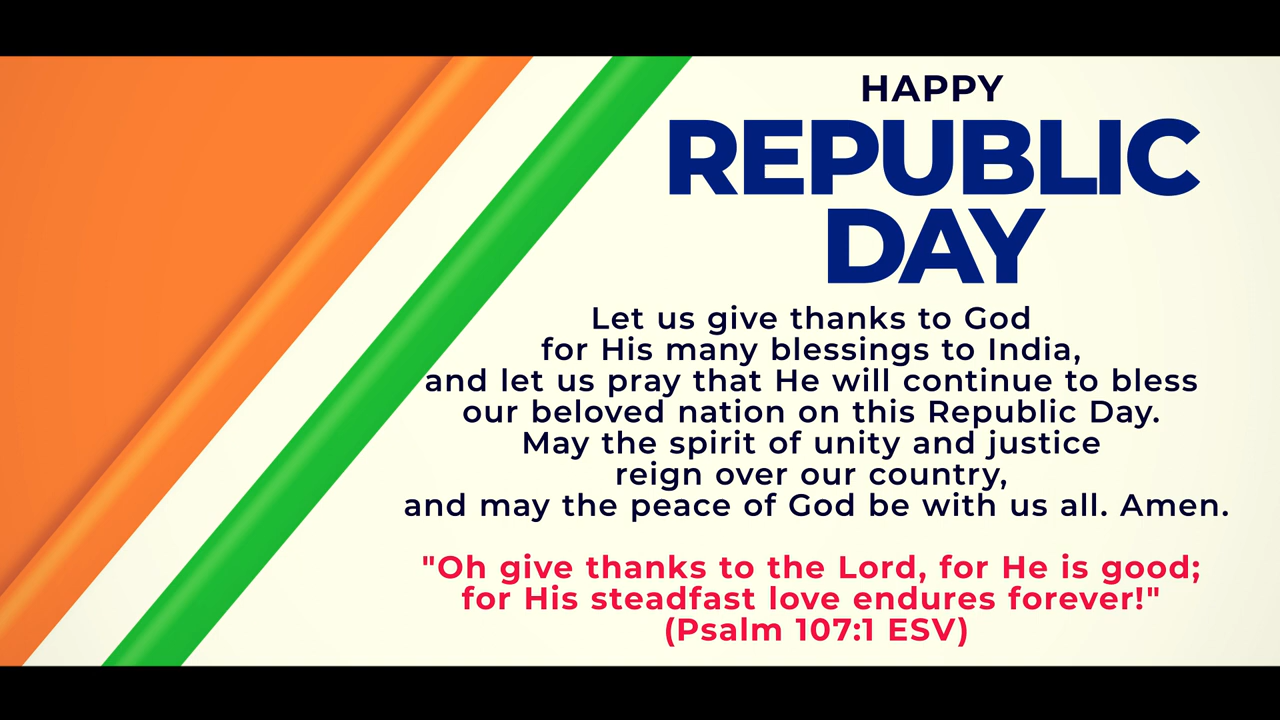 HAPPY
REPUBLIC
DAY
Let us give thanks to God
for His many blessings to India,
and let us pray that He will continue to bless
our beloved nation on this Republic Day.
May the spirit of unity and justice
reign over our country,
and may the peace of God be with us all. Amen.
"Oh give thanks to the Lord, for He is good;
for His steadfast love endures forever!"
(Psalm 107:1 ESV)